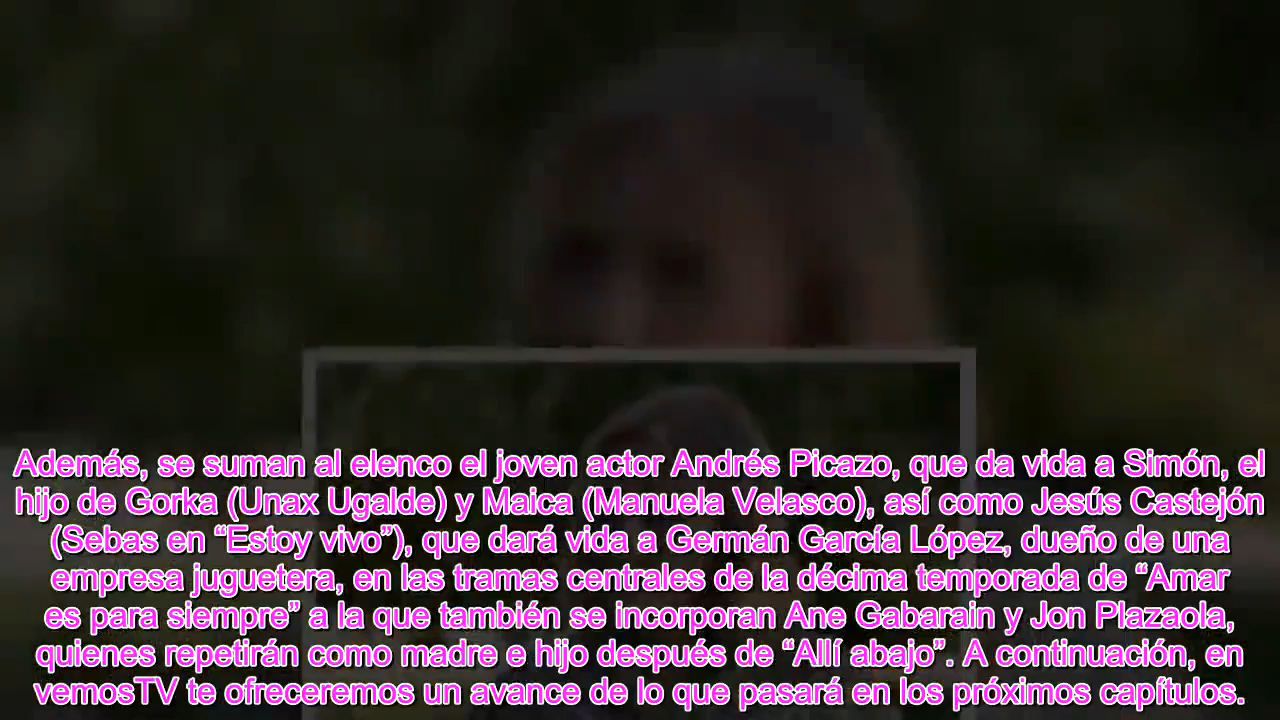 Además, se suman al elenco el joven actor Andrés Picazo, que da vida a Simón, el
hijo de Gorka (Unax Ugalde) y Maica (Manuela Velasco), así como Jesús Castejón
(Sebas en “Estoy vivo”), que dará vida a Germán García López, dueño de una
empresa juguetera, en las tramas centrales de la décima temporada de “Amar
es para siempre” a la que también se incorporan Ane Gabarain y Jon Plazaola,
quienes repetirán como madre e hijo después de “Allí abajo”. A continuación, en
vemosTV te ofreceremos un avance de lo que pasará en los próximos capítulos.